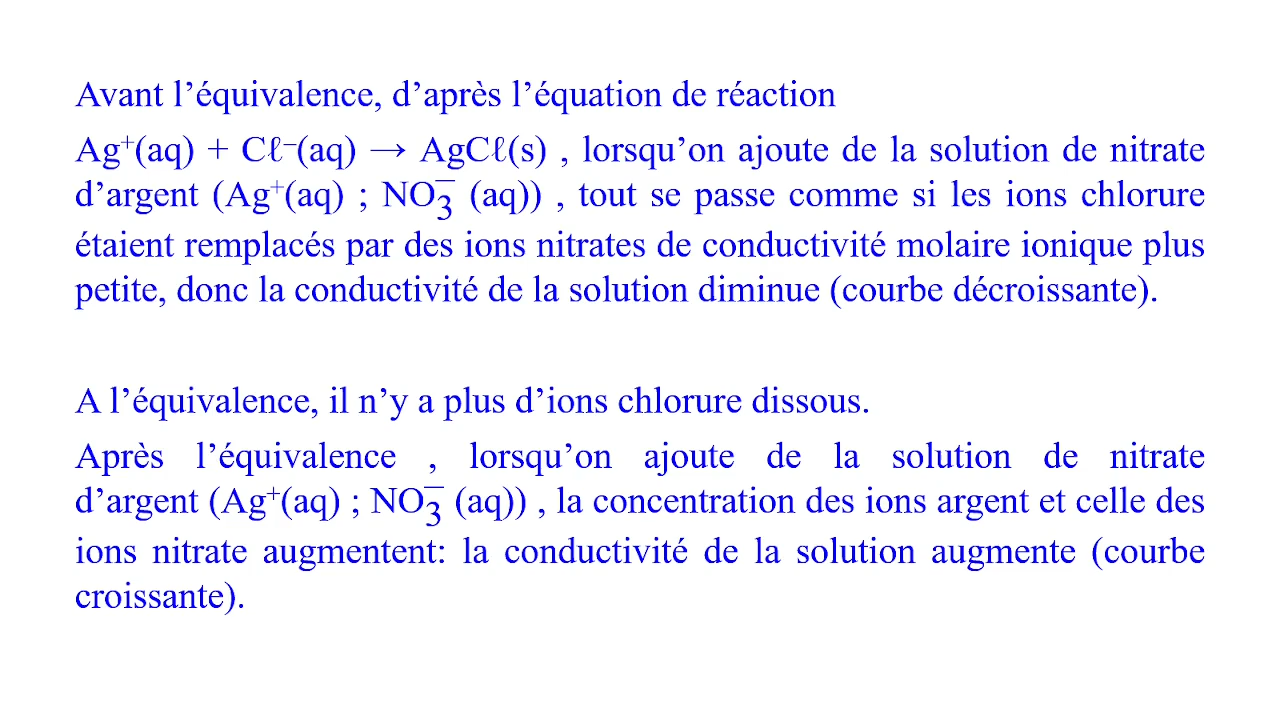 Avant l’équivalence, d’après l’équation de réaction
Ag⁺(aq) + Cℓ⁻(aq) → AgCℓ(s) , lorsqu’on ajoute de la solution de nitrate
d’argent (Ag⁺(aq) ; NO₃⁻ (aq)) , tout se passe comme si les ions chlorure
étaient remplacés par des ions nitrates de conductivité molaire ionique plus
petite, donc la conductivité de la solution diminue (courbe décroissante).
A l’équivalence, il n’y a plus d’ions chlorure dissous.
Après l’équivalence , lorsqu’on ajoute de la solution de nitrate
d’argent (Ag⁺(aq) ; NO₃⁻ (aq)) , la concentration des ions argent et celle des
ions nitrate augmentent: la conductivité de la solution augmente (courbe
croissante).